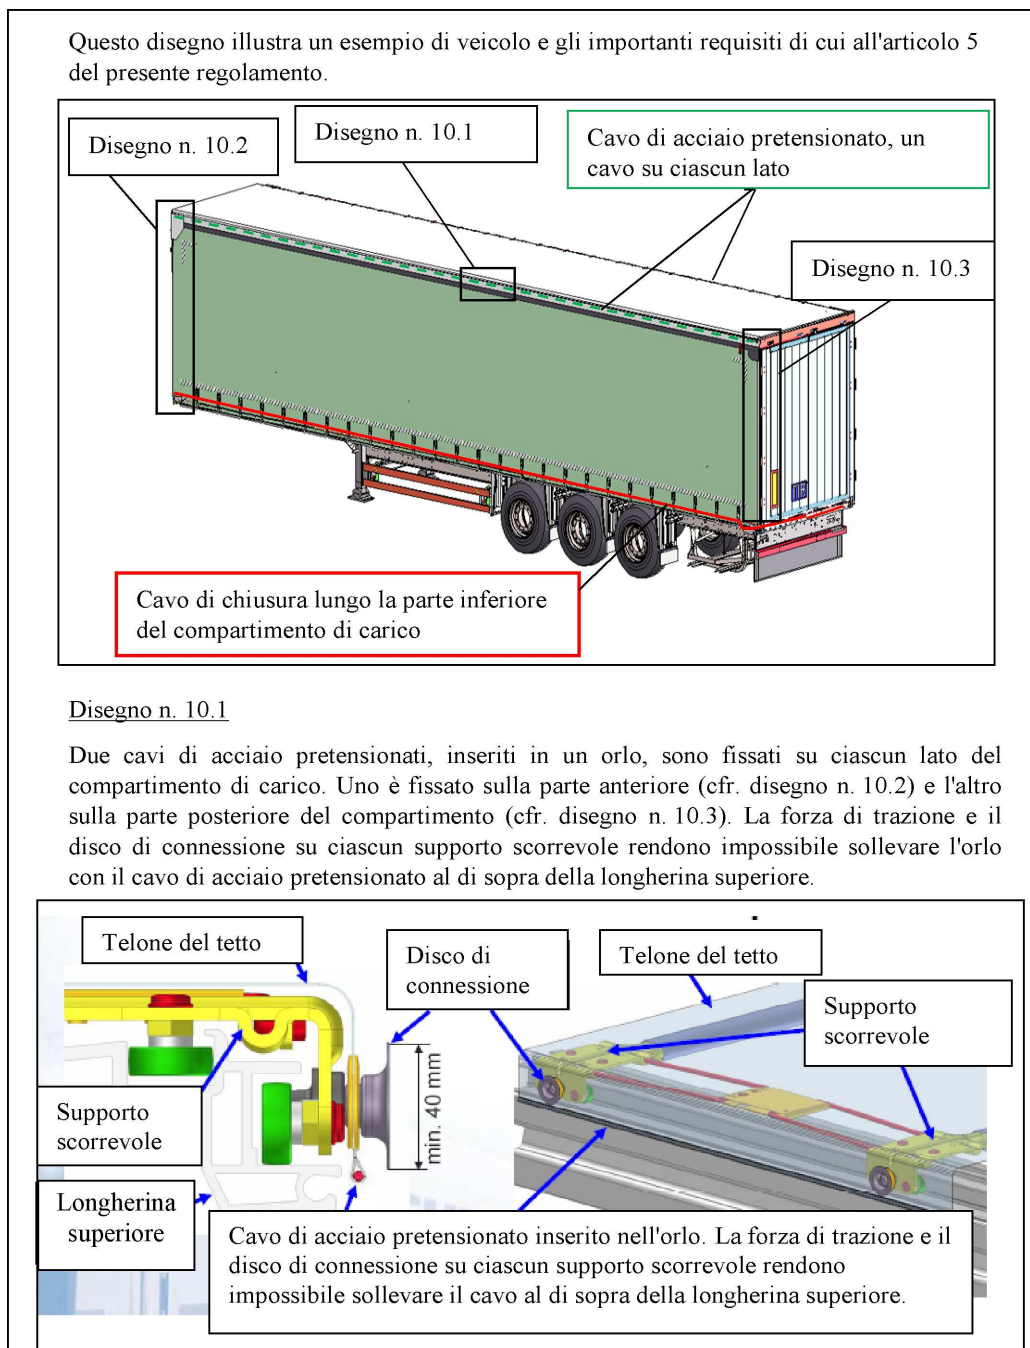 Questo disegno illustra un esempio di veicolo e gli importanti requisiti di cui all'articolo 5
del presente regolamento.
Disegno n. 10.2
Disegno n. 10.1
Cavo di acciaio pretensionato, un
cavo su ciascun lato
Disegno n. 10.3
Cavo di chiusura lungo la parte inferiore
del compartimento di carico
Disegno n. 10.1
Due cavi di acciaio pretensionati, inseriti in un orlo, sono fissati su ciascun lato del
compartimento di carico. Uno è fissato sulla parte anteriore (cfr. disegno n. 10.2) e l'altro
sulla parte posteriore del compartimento (cfr. disegno n. 10.3). La forza di trazione e il
disco di connessione su ciascun supporto scorrevole rendono impossibile sollevare l'orlo
con il cavo di acciaio pretensionato al di sopra della longherina superiore.
Telone del tetto
Disco di
connessione
Telone del tetto
Supporto
scorrevole
min. 40 mm
Supporto
scorrevole
Longherina
superiore
Cavo di acciaio pretensionato inserito nell'orlo. La forza di trazione e il
disco di connessione su ciascun supporto scorrevole rendono
impossibile sollevare il cavo al di sopra della longherina superiore.